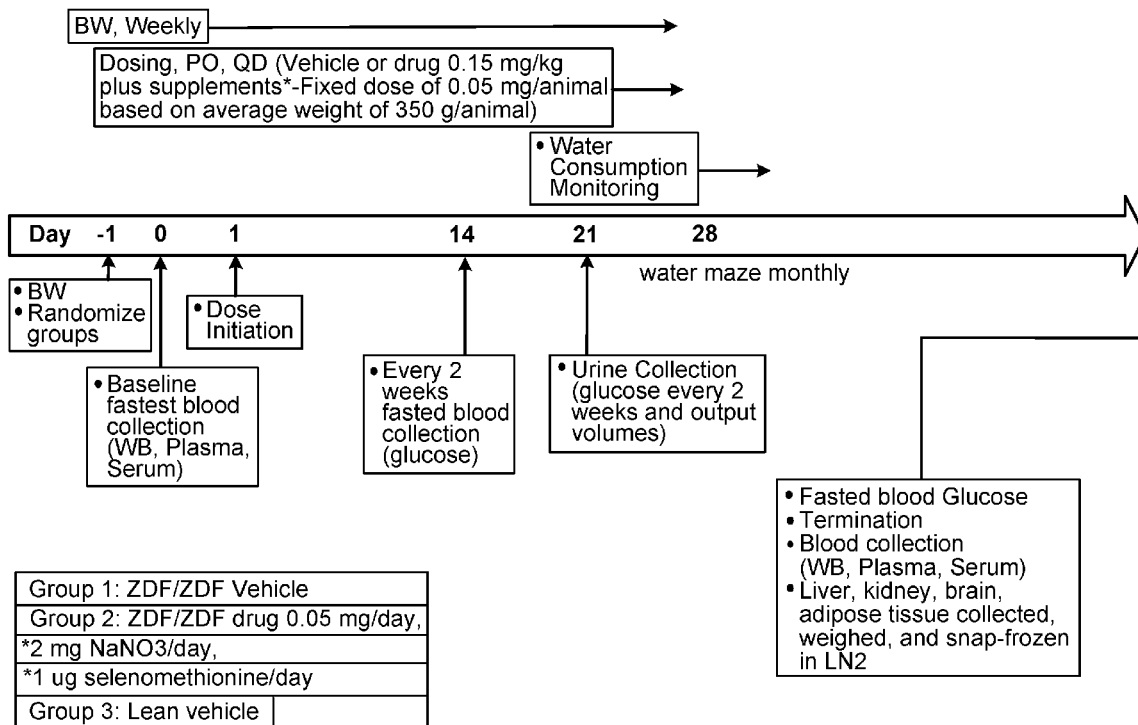 BW, Weekly
Dosing, PO, QD (Vehicle or drug 0.15 mg/kg
plus supplements*-Fixed dose of 0.05 mg/animal
based on average weight of 350 g/animal)
• Water
Consumption
Monitoring
Day -1 0 1 14 21 28
water maze monthly
• BW
• Randomize
groups
• Dose
Initiation
• Baseline
fastest blood
collection
(WB, Plasma,
Serum)
• Every 2
weeks
fasted blood
collection
(glucose)
• Urine Collection
(glucose every 2
weeks and output
volumes)
• Fasted blood Glucose
• Termination
• Blood collection
(WB, Plasma, Serum)
• Liver, kidney, brain,
adipose tissue collected,
weighed, and snap-frozen
in LN2
Group 1: ZDF/ZDF Vehicle
Group 2: ZDF/ZDF drug 0.05 mg/day,
*2 mg NaNO3/day,
*1 ug selenomethionine/day
Group 3: Lean vehicle